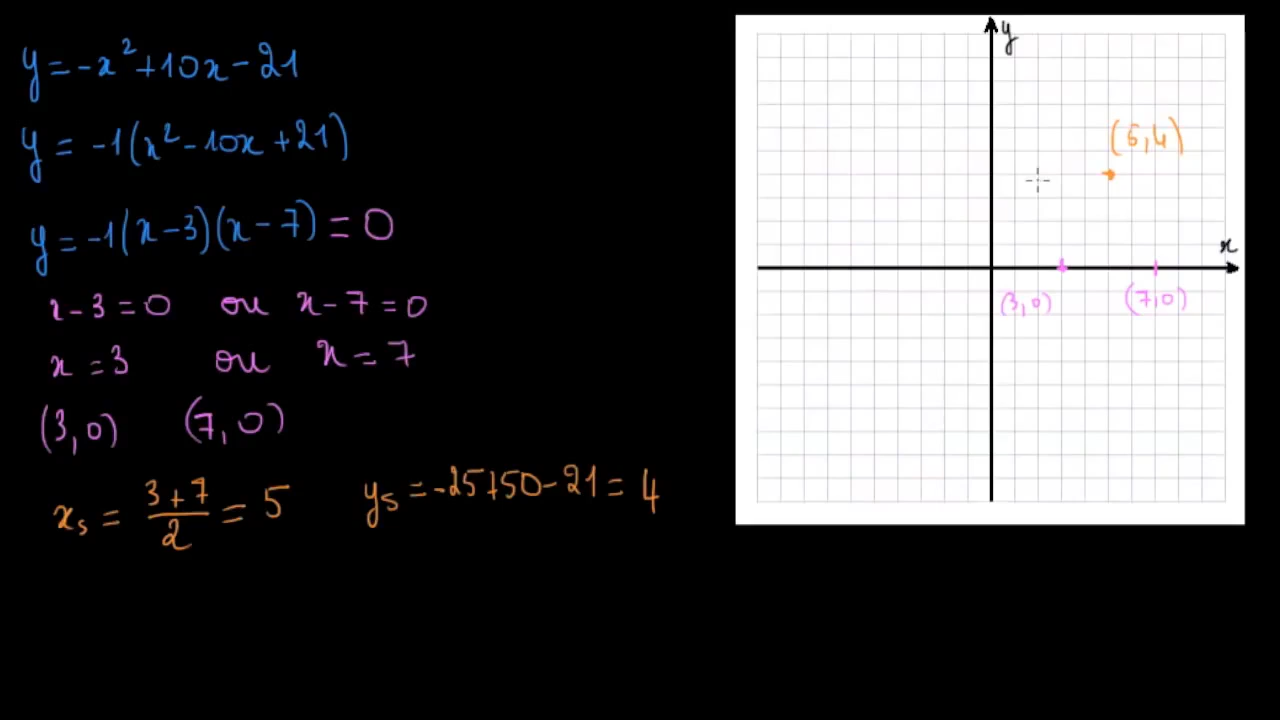 y = -x² + 10x - 21
y = -1(x² - 10x + 21)
y = -1(x - 3)(x - 7) = 0
x - 3 = 0 ou x - 7 = 0
x = 3 ou x = 7
(3, 0) (7, 0)
xₛ = (3 + 7)/2 = 5 yₛ = -25 + 50 - 21 = 4
y
(5, 4)
x
(3, 0) (7, 0)